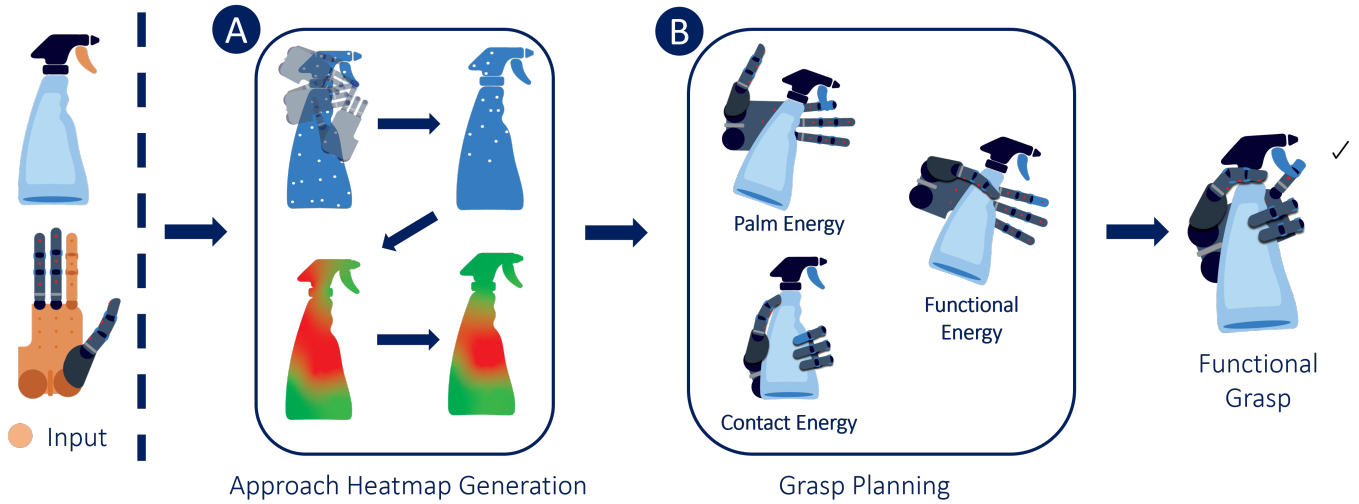 A
B
Palm Energy
Functional
Energy
Contact Energy
Functional
Grasp
Input
Approach Heatmap Generation
Grasp Planning